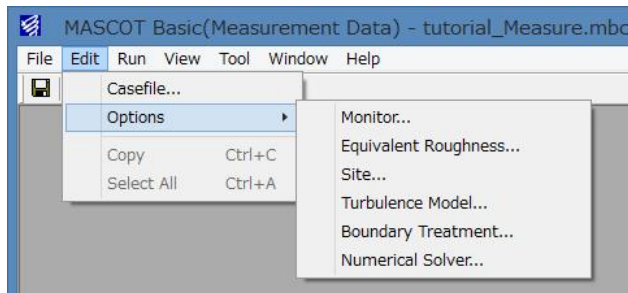 MASCOT Basic(Measurement Data) - tutorial_Measure.mbc
File Edit Run View Tool Window Help
Casefile...
Options
Copy Ctrl+C
Select All Ctrl+A
Monitor...
Equivalent Roughness...
Site...
Turbulence Model...
Boundary Treatment...
Numerical Solver...